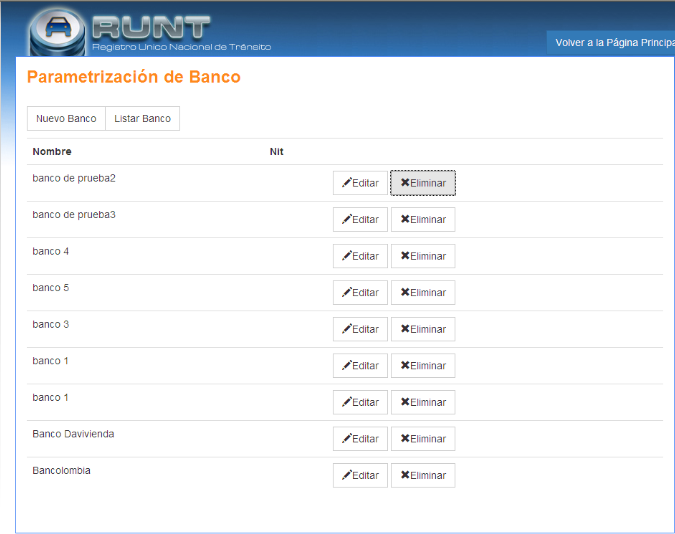 RUNT
Registro Unico Nacional de Tránsito
Volver a la Página Principa
Parametrización de Banco
Nuevo Banco Listar Banco
Nombre Nit
banco de prueba2 Editar Eliminar
banco de prueba3 Editar Eliminar
banco 4 Editar Eliminar
banco 5 Editar Eliminar
banco 3 Editar Eliminar
banco 1 Editar Eliminar
banco 1 Editar Eliminar
Banco Davivienda Editar Eliminar
Bancolombia Editar Eliminar